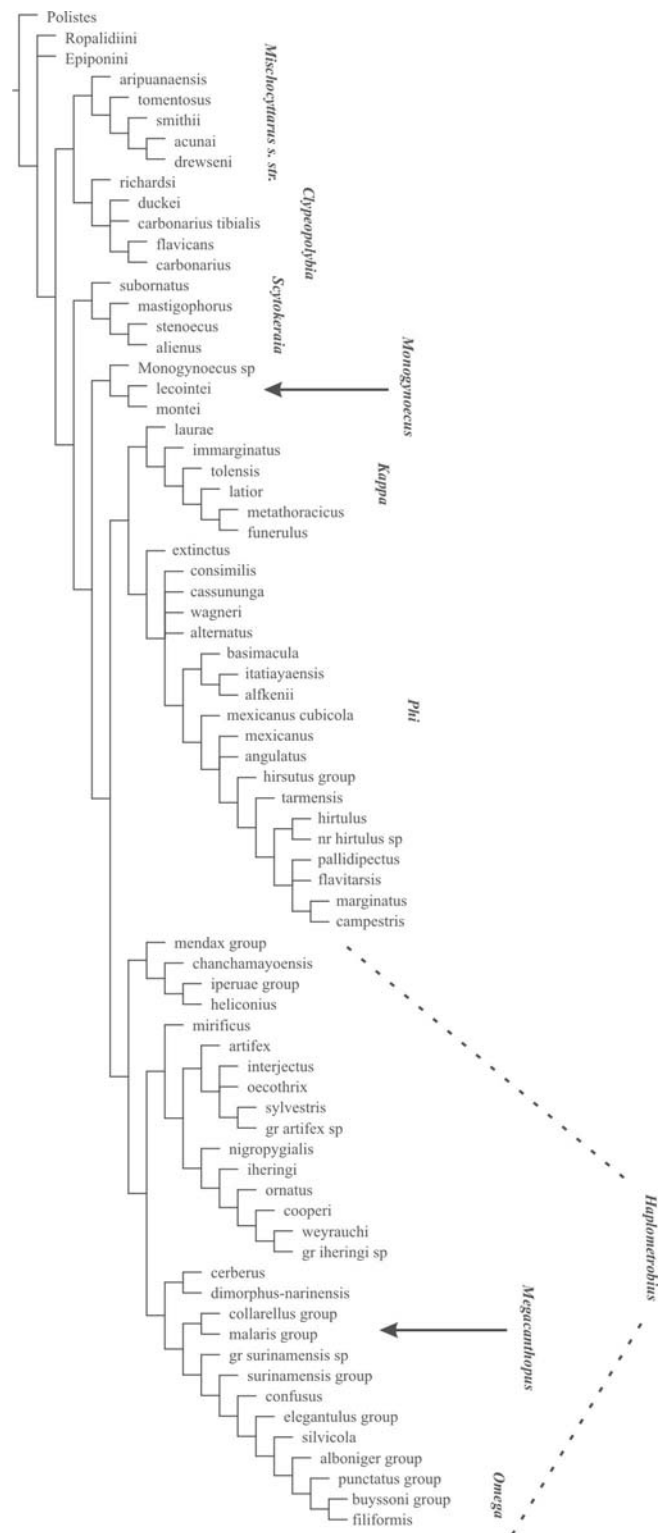 Polistes
Ropalidiini
Epiponini
aripuanaensis
tomentosus
smithii
acunai
drewseni
Mischocyttarus s. str.
richardsi
duckei
carbonarius tibialis
flavicans
carbonarius
Clypeopolybia
subornatus
mastigophorus
stenoecus
alienus
Scytokeraia
Monogynoecus sp
lecointei
montei
Monogynoecus
laurae
immarginatus
tolensis
latior
metathoracicus
funerulus
Kappa
extinctus
consimilis
cassununga
wagneri
alternatus
basimacula
itatiayaensis
alfkenii
mexicanus cubicola
mexicanus
angulatus
hirsutus group
tarmensis
hirtulus
nr hirtulus sp
pallidipectus
flavitarsis
marginatus
campestris
Phi
mendax group
chanchamayoensis
iperuae group
heliconius
mirificus
artifex
interjectus
oecothrix
sylvestris
gr artifex sp
nigropygialis
iheringi
ornatus
cooperi
weyrauchi
gr iheringi sp
Haplometrobius
cerberus
dimorphus-narinensis
collarellus group
malaris group
Megacanthopus
gr surinamensis sp
surinamensis group
confusus
elegantulus group
silvicola
alboniger group
punctatus group
buyssoni group
filiformis
Omega